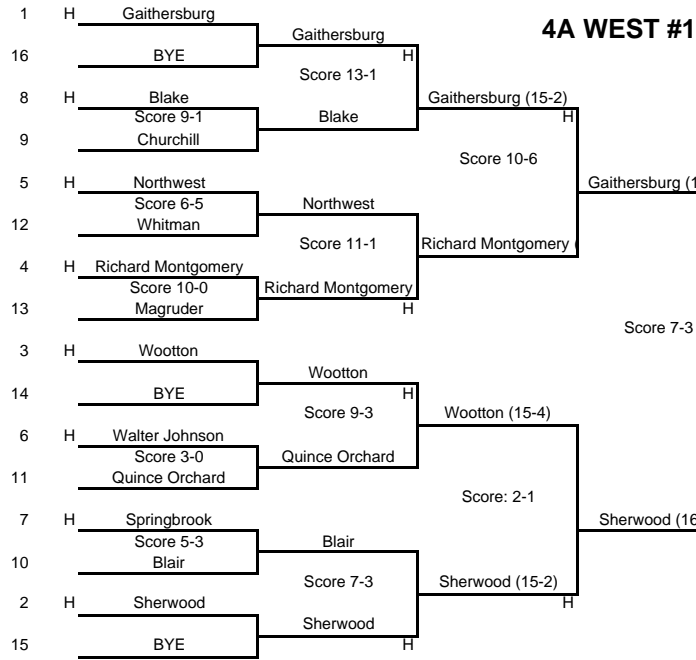 4A WEST #1
1 H Gaithersburg
16 BYE
8 H Blake
Score 9-1
9 Churchill
5 H Northwest
Score 6-5
12 Whitman
4 H Richard Montgomery
Score 10-0
13 Magruder
3 H Wootton
14 BYE
6 H Walter Johnson
Score 3-0
11 Quince Orchard
7 H Springbrook
Score 5-3
10 Blair
2 H Sherwood
15 BYE
Gaithersburg
H
Score 13-1
Blake
Northwest
Score 11-1
Richard Montgomery
H
Wootton
H
Score 9-3
Quince Orchard
Blair
Score 7-3
Sherwood
H
Gaithersburg (15-2)
H
Score 10-6
Richard Montgomery (
Wootton (15-4)
Score: 2-1
Sherwood (15-2)
H
Gaithersburg (1
Score 7-3
Sherwood (16